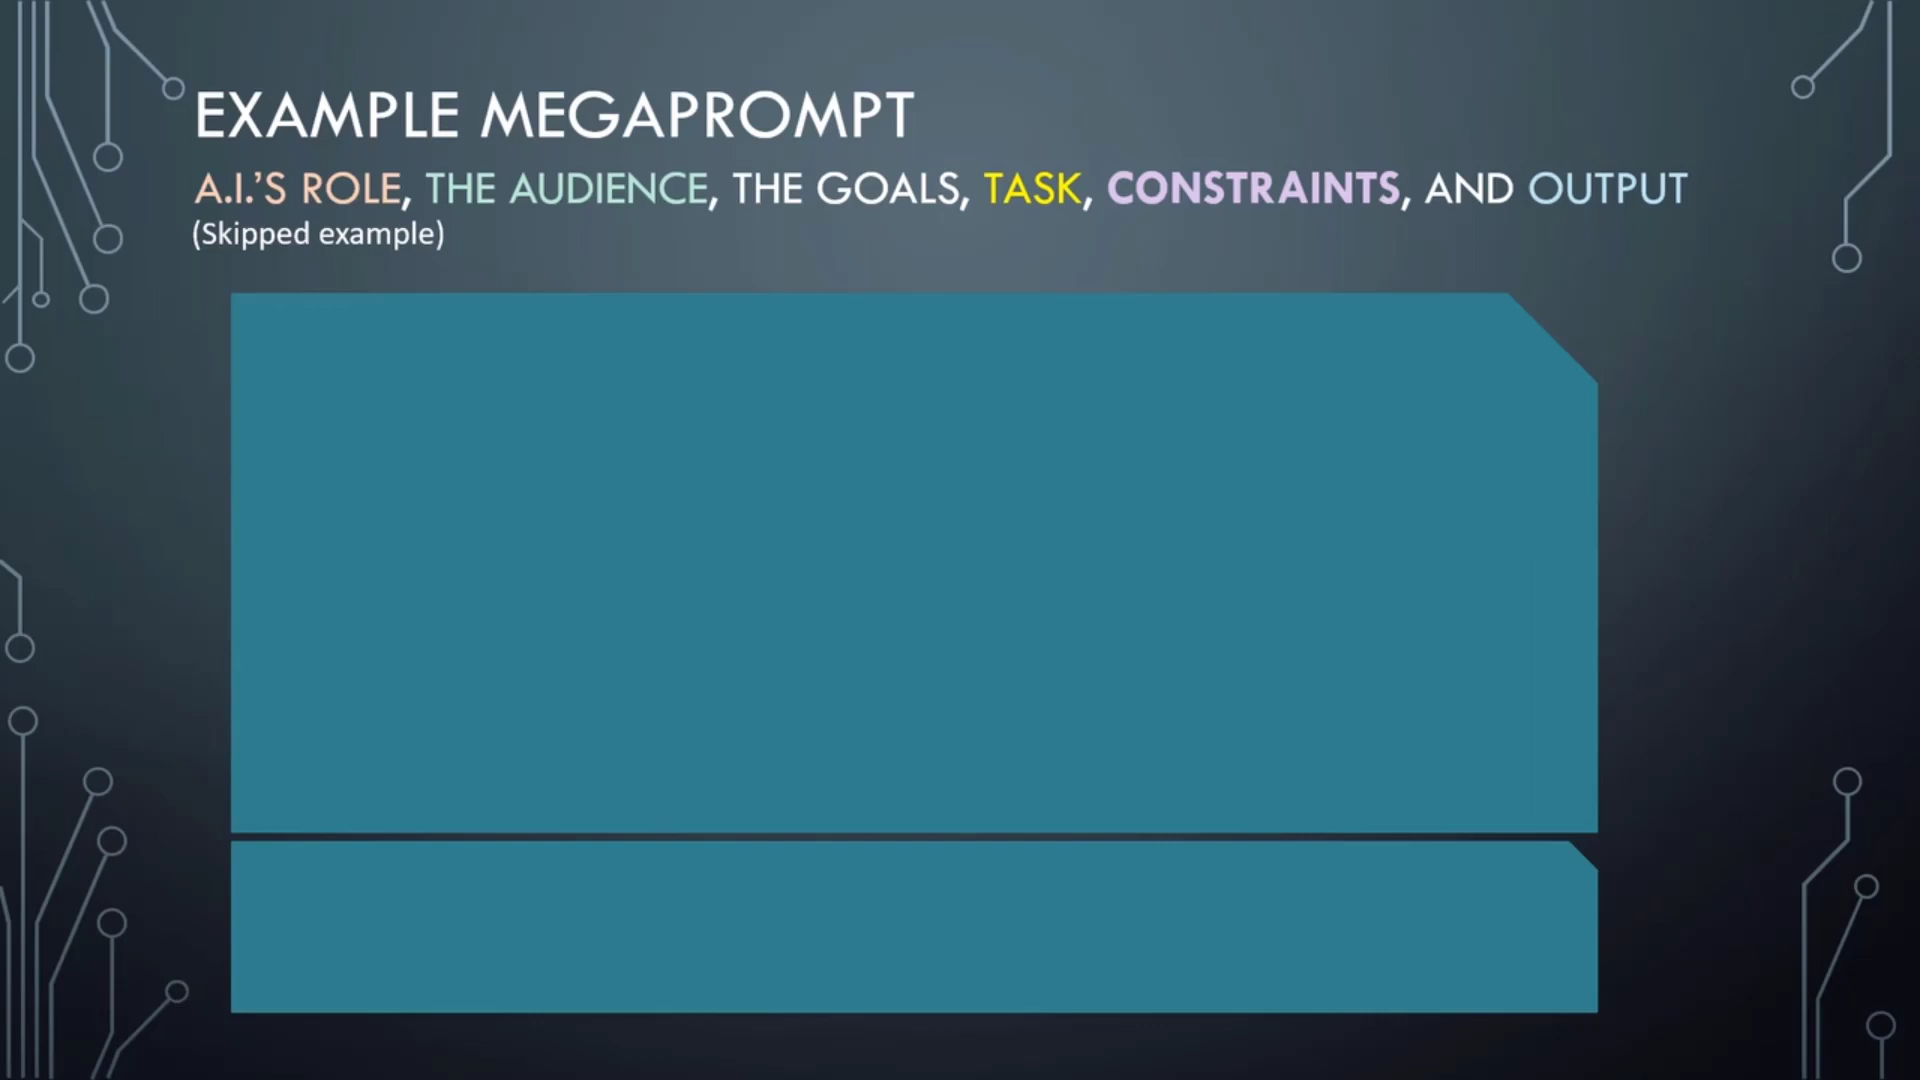 EXAMPLE MEGAPROMPT
A.I.’S ROLE, THE AUDIENCE, THE GOALS, TASK, CONSTRAINTS, AND OUTPUT
(Skipped example)